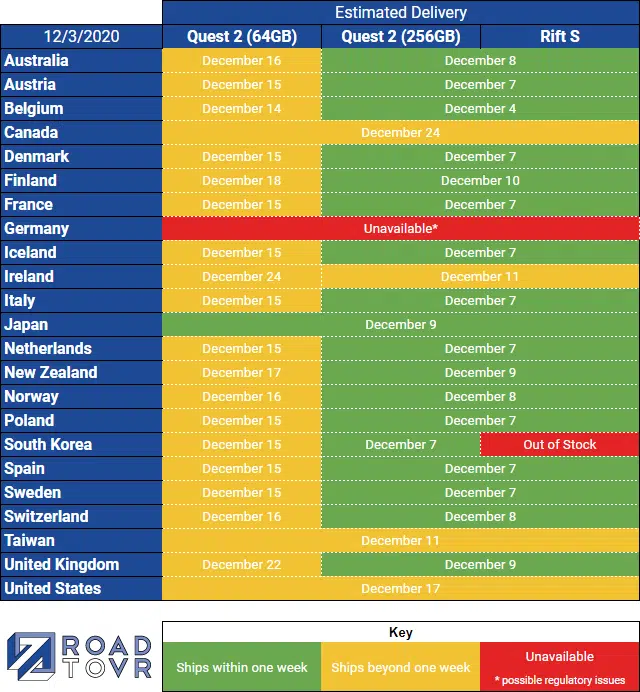 Estimated Delivery
12/3/2020 Quest 2 (64GB) Quest 2 (256GB) Rift S
Australia December 16 December 8
Austria December 15 December 7
Belgium December 14 December 4
Canada December 24
Denmark December 15 December 7
Finland December 18 December 10
France December 15 December 7
Germany Unavailable*
Iceland December 15 December 7
Ireland December 24 December 11
Italy December 15 December 7
Japan December 9
Netherlands December 15 December 7
New Zealand December 17 December 9
Norway December 16 December 8
Poland December 15 December 7
South Korea December 15 December 7 Out of Stock
Spain December 15 December 7
Sweden December 15 December 7
Switzerland December 16 December 8
Taiwan December 11
United Kingdom December 22 December 9
United States December 17
ROAD
TOVR
Key
Ships within one week Ships beyond one week Unavailable
* possible regulatory issues